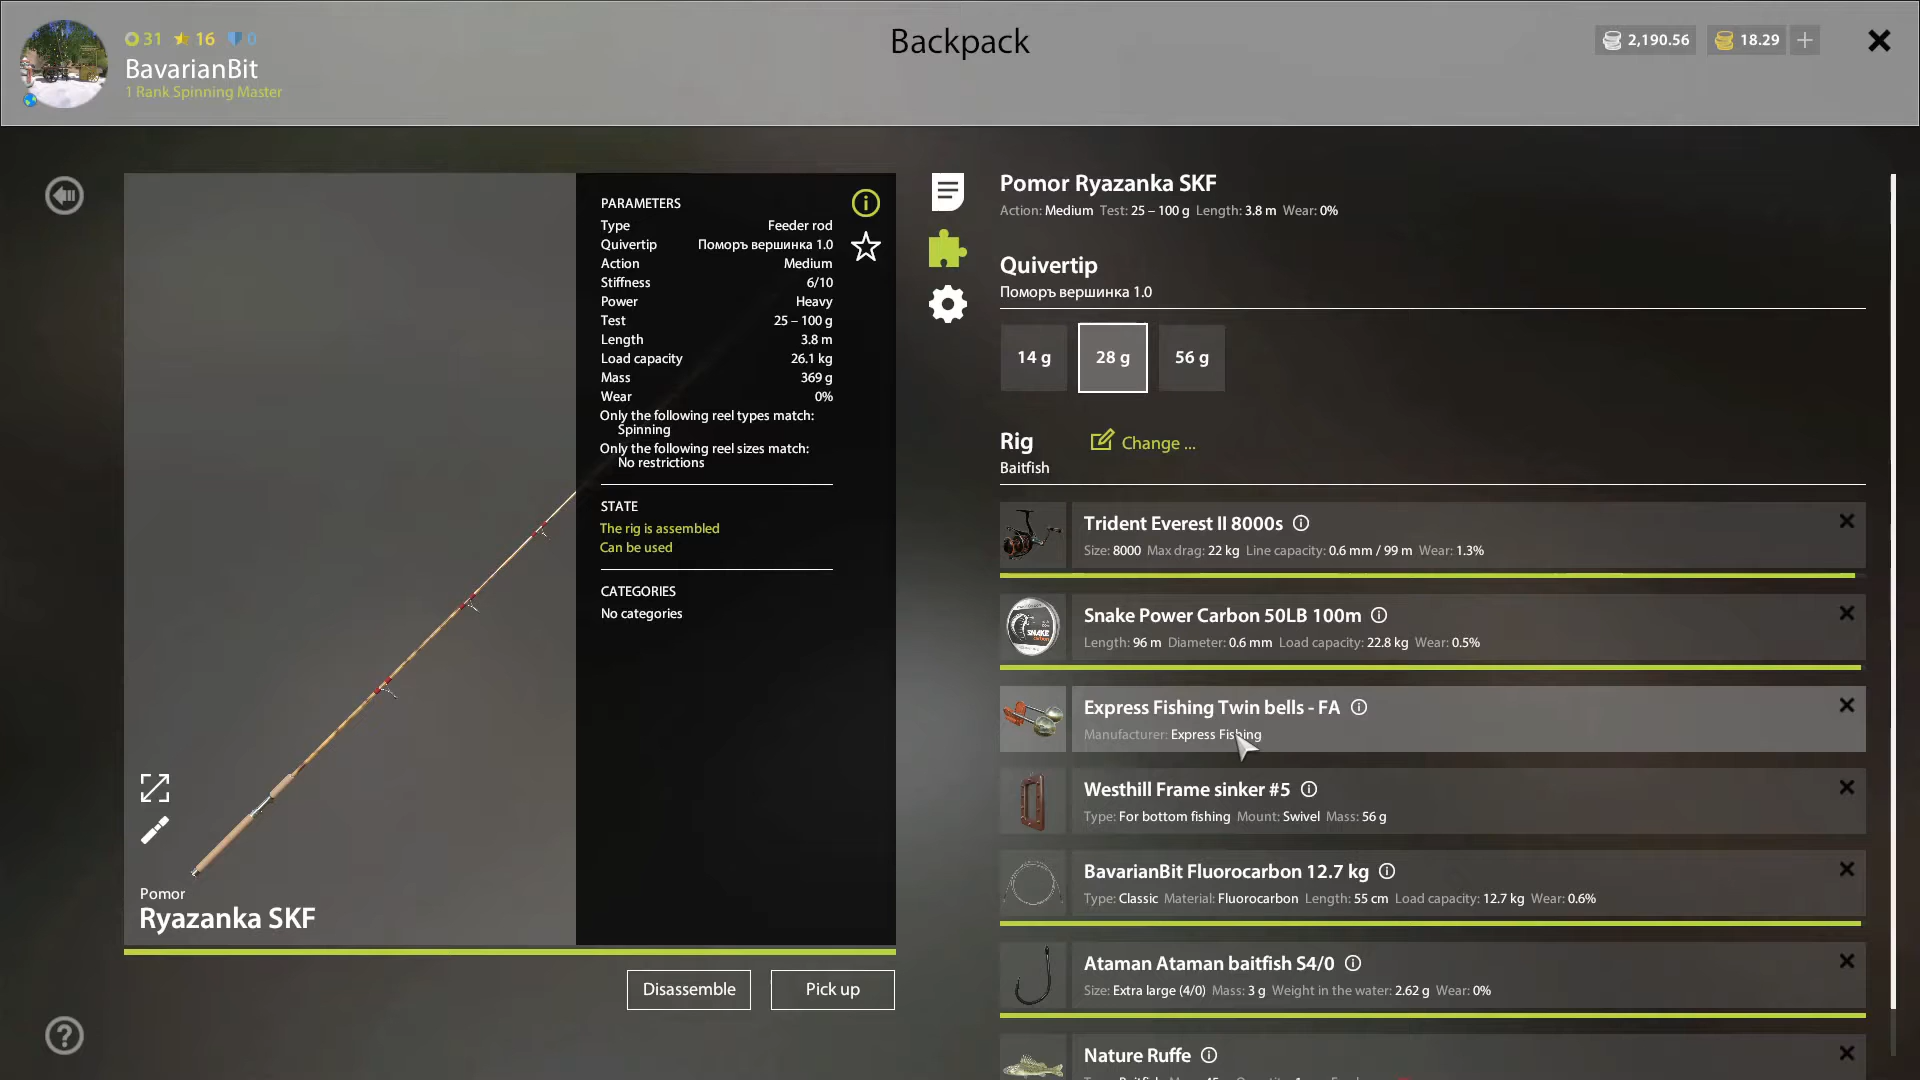 31 16 0
BavarianBit
1 Rank Spinning Master
Backpack
2,190.56 18.29
PARAMETERS
Type Feeder rod
Quivertip Поморъ вершинка 1.0
Action Medium
Stiffness 6/10
Power Heavy
Test 25 – 100 g
Length 3.8 m
Load capacity 26.1 kg
Mass 369 g
Wear 0%
Only the following reel types match:
Spinning
Only the following reel sizes match:
No restrictions
STATE
The rig is assembled
Can be used
CATEGORIES
No categories
Pomor
Ryazanka SKF
Disassemble Pick up
Pomor Ryazanka SKF
Action: Medium Test: 25 – 100 g Length: 3.8 m Wear: 0%
Quivertip
Поморъ вершинка 1.0
14 g 28 g 56 g
Rig Change ...
Baitfish
Trident Everest II 8000s
Size: 8000 Max drag: 22 kg Line capacity: 0.6 mm / 99 m Wear: 1.3%
Snake Power Carbon 50LB 100m
Length: 96 m Diameter: 0.6 mm Load capacity: 22.8 kg Wear: 0.5%
Express Fishing Twin bells - FA
Manufacturer: Express Fishing
Westhill Frame sinker #5
Type: For bottom fishing Mount: Swivel Mass: 56 g
BavarianBit Fluorocarbon 12.7 kg
Type: Classic Material: Fluorocarbon Length: 55 cm Load capacity: 12.7 kg Wear: 0.6%
Ataman Ataman baitfish S4/0
Size: Extra large (4/0) Mass: 3 g Weight in the water: 2.62 g Wear: 0%
Nature Ruffe